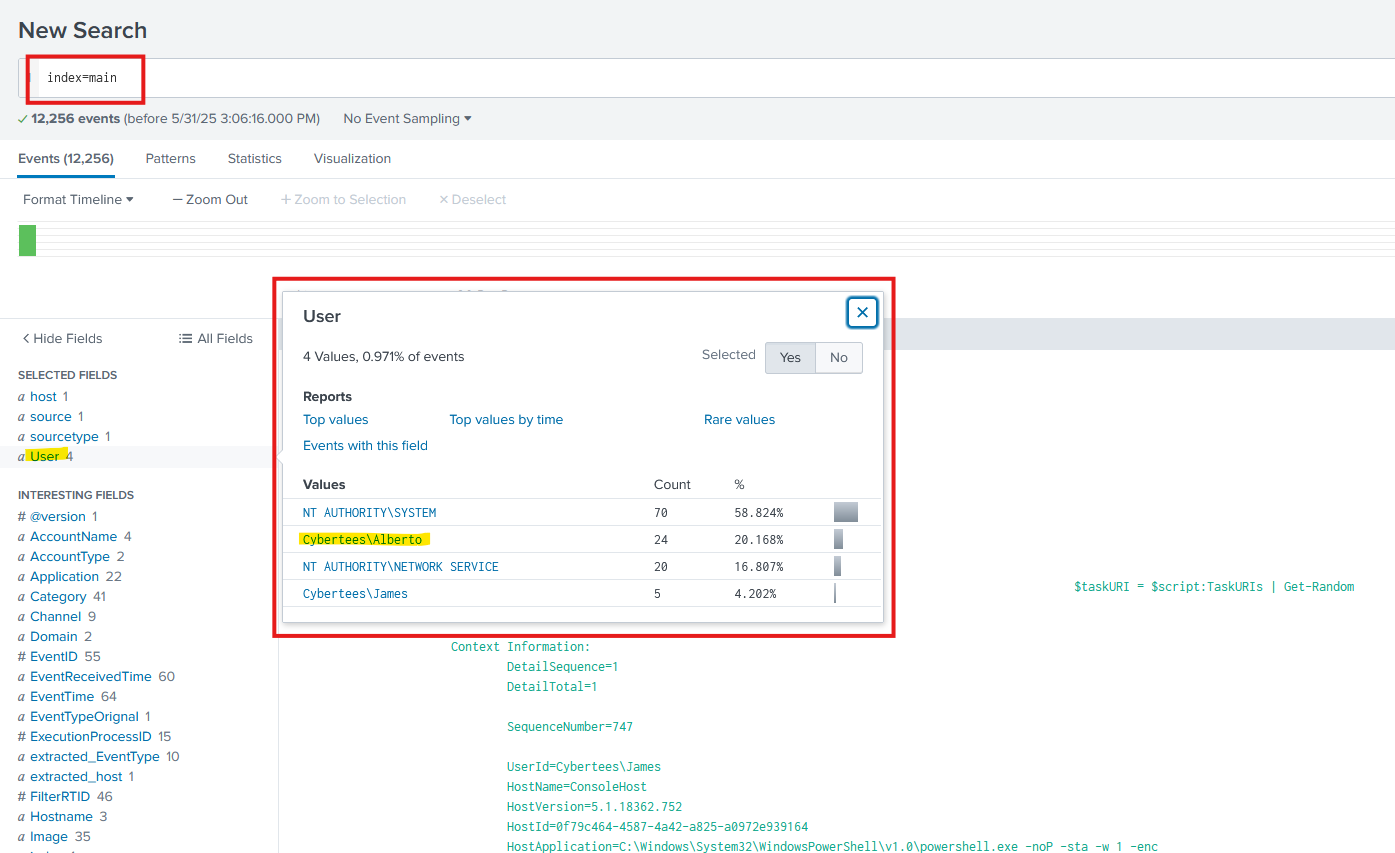 New Search
index=main
12,256 events (before 5/31/25 3:06:16.000 PM) No Event Sampling
Events (12,256) Patterns Statistics Visualization
Format Timeline — Zoom Out + Zoom to Selection × Deselect
< Hide Fields All Fields
SELECTED FIELDS
a host 1
a source 1
a sourcetype 1
a User 4
INTERESTING FIELDS
# @version 1
a AccountName 4
a AccountType 2
a Application 22
a Category 41
a Channel 9
a Domain 2
# EventID 55
a EventReceivedTime 60
a EventTime 64
a EventTypeOrignal 1
# ExecutionProcessID 15
a extracted_EventType 10
a extracted_host 1
# FilterRTID 46
a Hostname 3
a Image 35
User
4 Values, 0.971% of events Selected Yes No
Reports
Top values Top values by time Rare values
Events with this field
Values Count %
NT AUTHORITY\SYSTEM 70 58.824%
Cybertees\Alberto 24 20.168%
NT AUTHORITY\NETWORK SERVICE 20 16.807%
Cybertees\James 5 4.202%
$taskURI = $script:TaskURIs | Get-Random
Context Information:
DetailSequence=1
DetailTotal=1
SequenceNumber=747
UserId=Cybertees\James
HostName=ConsoleHost
HostVersion=5.1.18362.752
HostId=0f79c464-4587-4a42-a825-a0972e939164
HostApplication=C:\Windows\System32\WindowsPowerShell\v1.0\powershell.exe -noP -sta -w 1 -enc